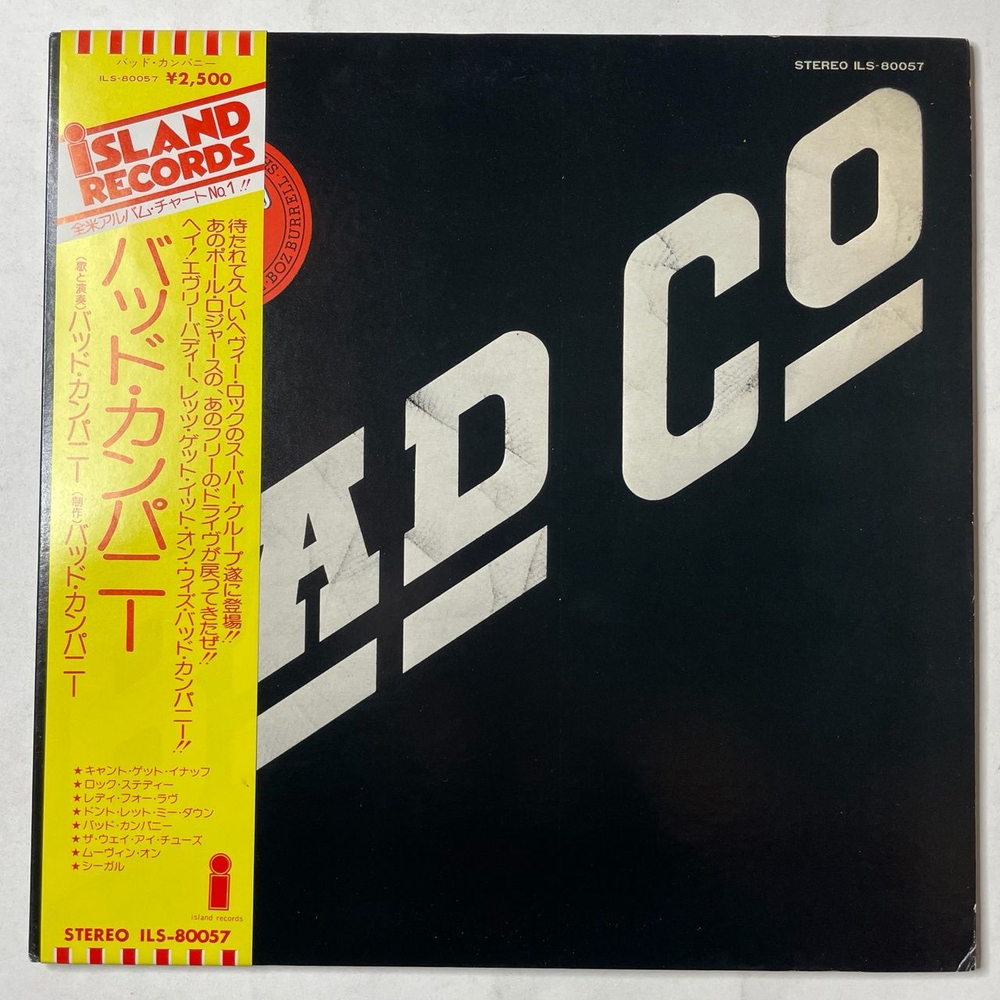 バッド・カンパニー
ILS-80057 ¥2,500
iSLAND
RECORDS
全米アルバム・チャートNo.1!!
待たれて久しいヘヴィー・ロックのスーパー・グループ遂に登場!!
あのポール・ロジャースの、あのフリーのドライヴが戻ってきたぜ!!
ヘイ!エヴリーバディー、レッツ・ゲット・イット・オン・ウィズ・バッド・カンパニー!!
バッド・カンパニー
(歌と演奏)バッド・カンパニー (制作)バッド・カンパニー
★キャント・ゲット・イナッフ
★ロック・ステディー
★レディ・フォー・ラヴ
★ドント・レット・ミー・ダウン
★バッド・カンパニー
★ザ・ウェイ・アイ・チューズ
★ムーヴィン・オン
★シーガル
island records
STEREO ILS-80057
BOZ BURRELL
STEREO ILS-80057
AD CO